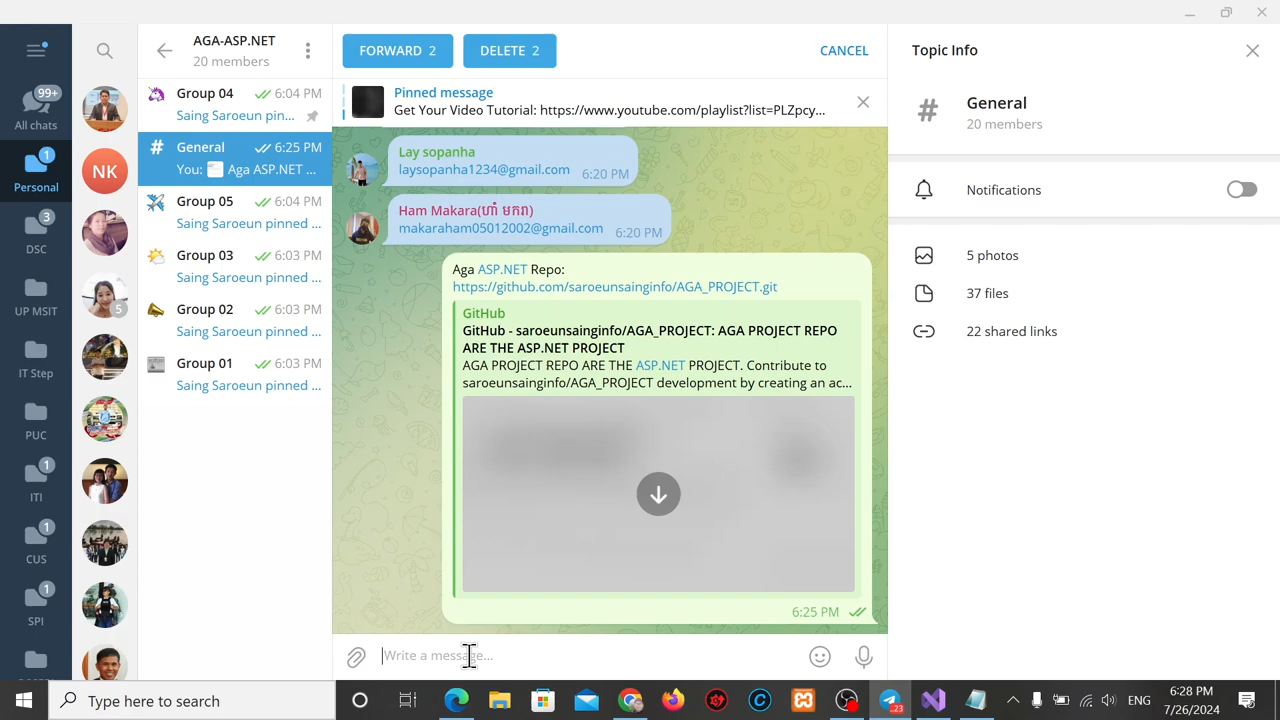 AGA-ASP.NET
20 members
FORWARD 2
DELETE 2
CANCEL
Topic Info
99+
All chats
1
Personal
3
DSC
UP MSIT
IT Step
PUC
1
ITI
1
CUS
1
SPI
NK
5
Group 04
6:04 PM
Saing Saroeun pin...
General
6:25 PM
You: Aga ASP.NET ...
Group 05
6:04 PM
Saing Saroeun pinned ...
Group 03
6:03 PM
Saing Saroeun pinned ...
Group 02
6:03 PM
Saing Saroeun pinned ...
Group 01
6:03 PM
Saing Saroeun pinned ...
Pinned message
Get Your Video Tutorial: https://www.youtube.com/playlist?list=PLZpcy...
Lay sopanha
laysopanha1234@gmail.com 6:20 PM
Ham Makara(ហាំ មករា)
makaraham05012002@gmail.com 6:20 PM
Aga ASP.NET Repo:
https://github.com/saroeunsainginfo/AGA_PROJECT.git
GitHub
GitHub - saroeunsainginfo/AGA_PROJECT: AGA PROJECT REPO
ARE THE ASP.NET PROJECT
AGA PROJECT REPO ARE THE ASP.NET PROJECT. Contribute to
saroeunsainginfo/AGA_PROJECT development by creating an ac...
6:25 PM
Write a message...
General
20 members
Notifications
5 photos
37 files
22 shared links
Type here to search
23
ENG
6:28 PM
7/26/2024